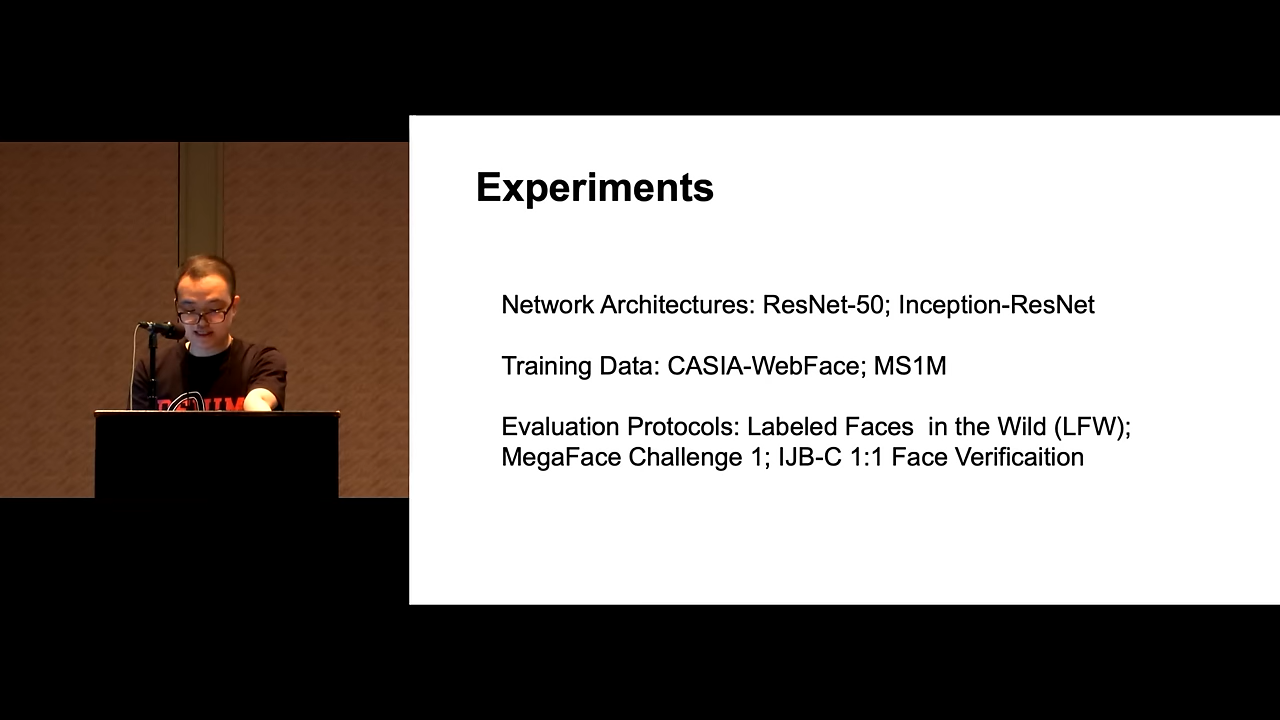 Experiments
Network Architectures: ResNet-50; Inception-ResNet
Training Data: CASIA-WebFace; MS1M
Evaluation Protocols: Labeled Faces  in the Wild (LFW);
MegaFace Challenge 1; IJB-C 1:1 Face Verificaition